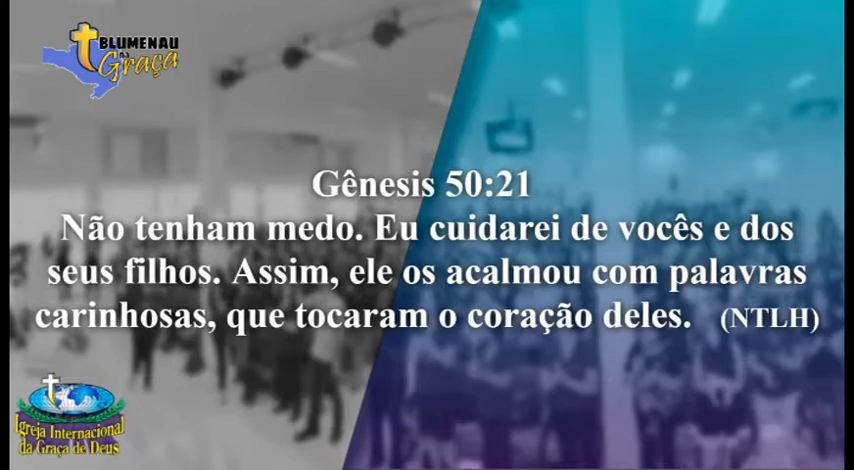 BLUMENAU
da
Graça
Gênesis 50:21
Não tenham medo. Eu cuidarei de vocês e dos
seus filhos. Assim, ele os acalmou com palavras
carinhosas, que tocaram o coração deles. (NTLH)
Igreja Internacional
da Graça de Deus